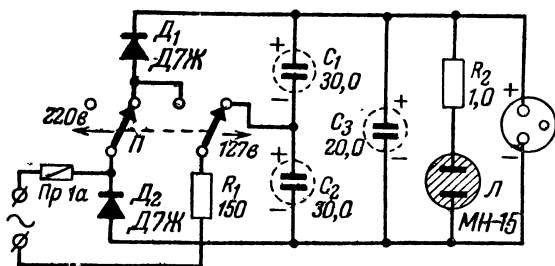 Д₁
Д7Ж
220в
П
127в
Пр 1а
Д₂
Д7Ж
R₁
150
+
C₁
30,0
−
+
C₂
30,0
−
+
C₃
20,0
−
R₂
1,0
Л
МН-15
+
−